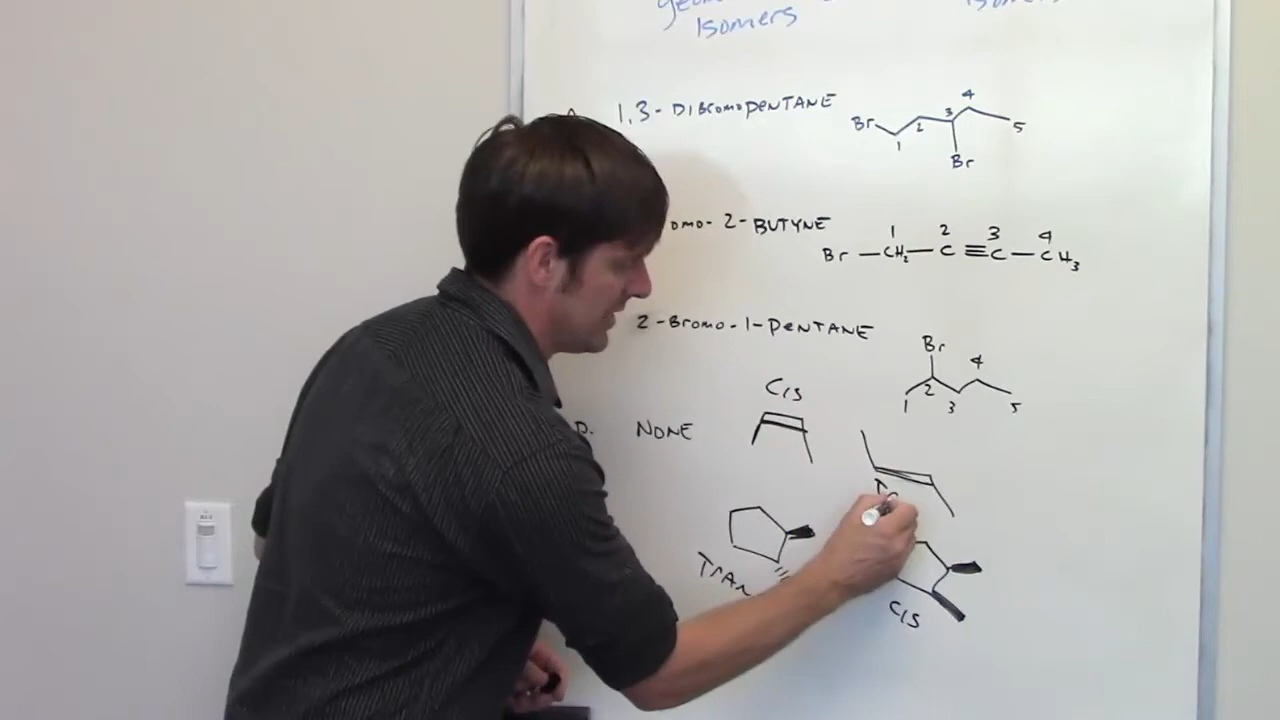 Isomers
1,3-DIBromoPENTANE
Br 1 2 3 4 5
Br
omo-2-BUTYNE
1 2 3 4
Br —CH2— C ≡ C — CH3
2-Bromo-1-PENTANE
Br
1 2 3 4 5
Cis
D. NONE
Tr
TrAn
Cis